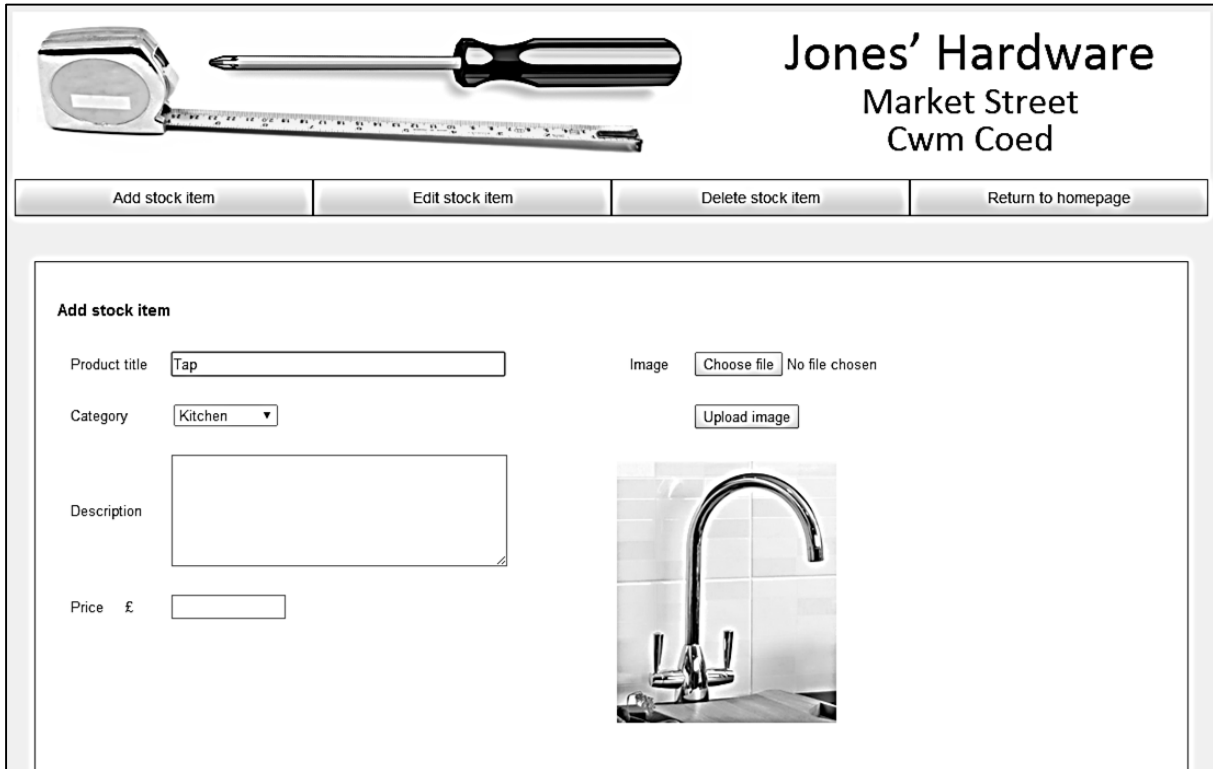 Jones’ Hardware
Market Street
Cwm Coed
Add stock item Edit stock item Delete stock item Return to homepage
Add stock item
Product title Tap
Image Choose file No file chosen
Category Kitchen
Upload image
Description
Price £